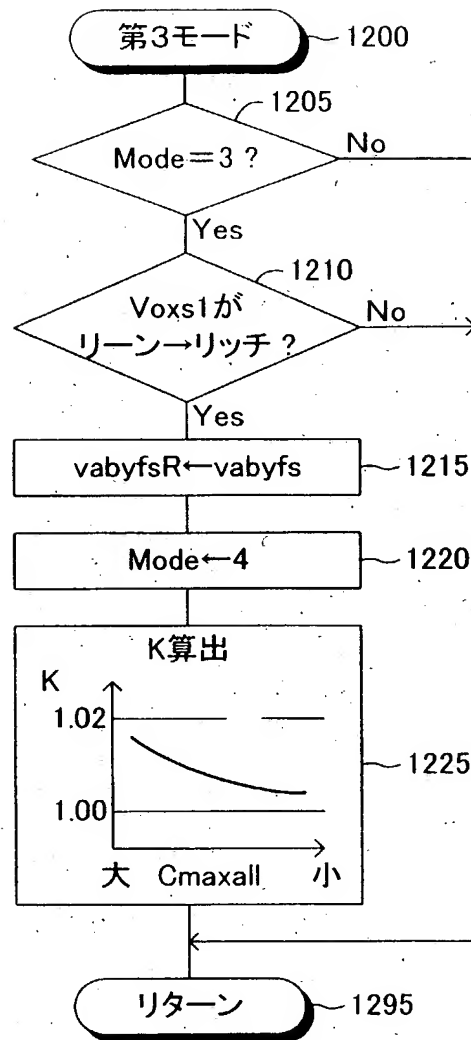 第3モード
1200
1205
Mode=3 ?
No
Yes
1210
Voxs1が
リーン→リッチ ?
No
Yes
vabyfsR←vabyfs
1215
Mode←4
1220
K算出
K
1.02
1.00
大 Cmaxall 小
1225
リターン
1295